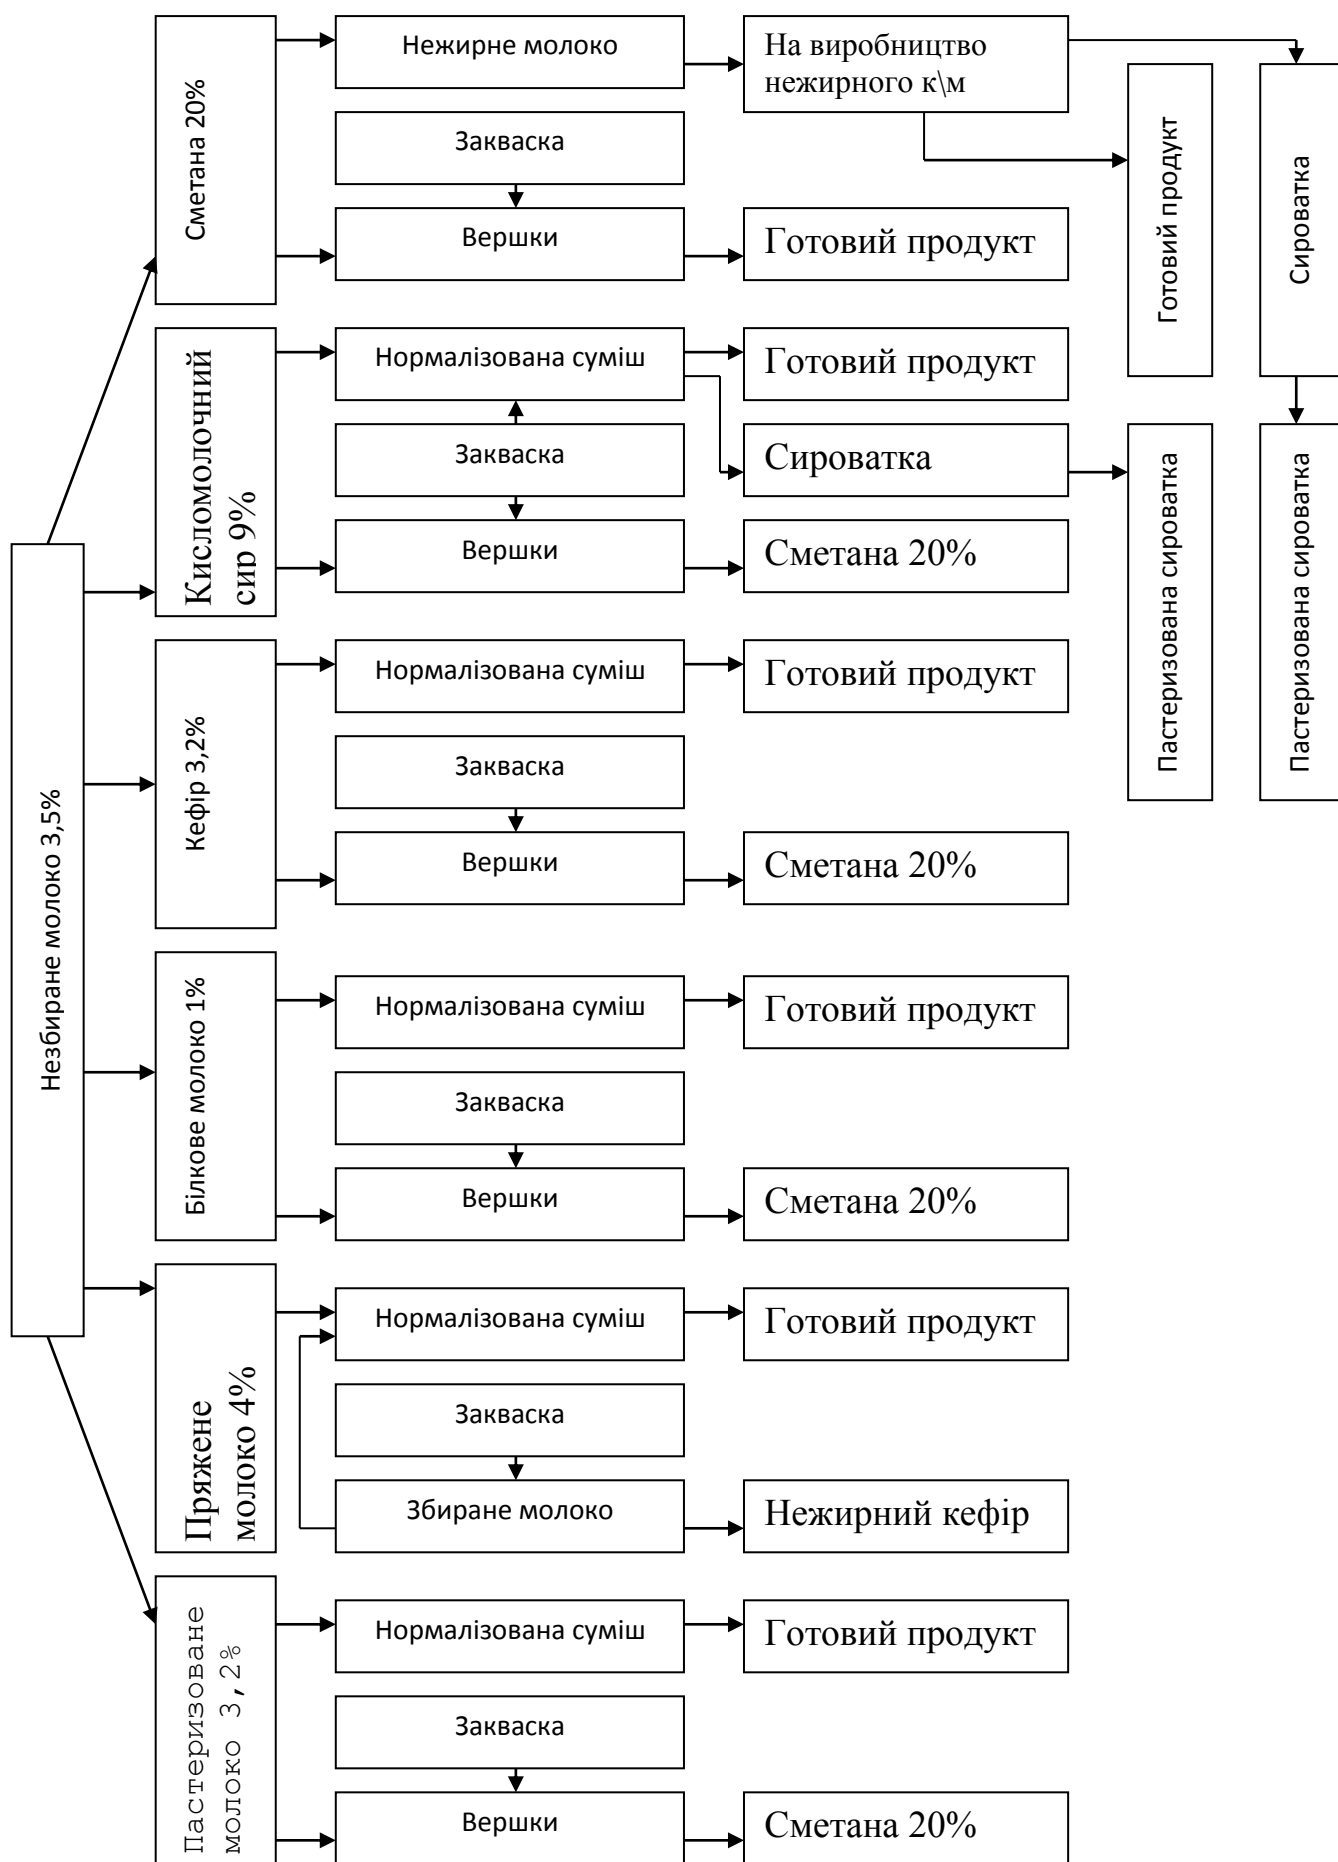 Незбиране молоко 3,5%
Сметана 20%
Нежирне молоко
На виробництво
нежирного к\м
Готовий продукт
Сироватка
Закваска
Вершки
Готовий продукт
Кисломолочний
сир 9%
Нормалізована суміш
Готовий продукт
Закваска
Сироватка
Пастеризована сироватка
Пастеризована сироватка
Вершки
Сметана 20%
Кефір 3,2%
Нормалізована суміш
Готовий продукт
Закваска
Вершки
Сметана 20%
Білкове молоко 1%
Нормалізована суміш
Готовий продукт
Закваска
Вершки
Сметана 20%
Пряжене
молоко 4%
Нормалізована суміш
Готовий продукт
Закваска
Збиране молоко
Нежирний кефір
Пастеризоване
молоко 3,2%
Нормалізована суміш
Готовий продукт
Закваска
Вершки
Сметана 20%